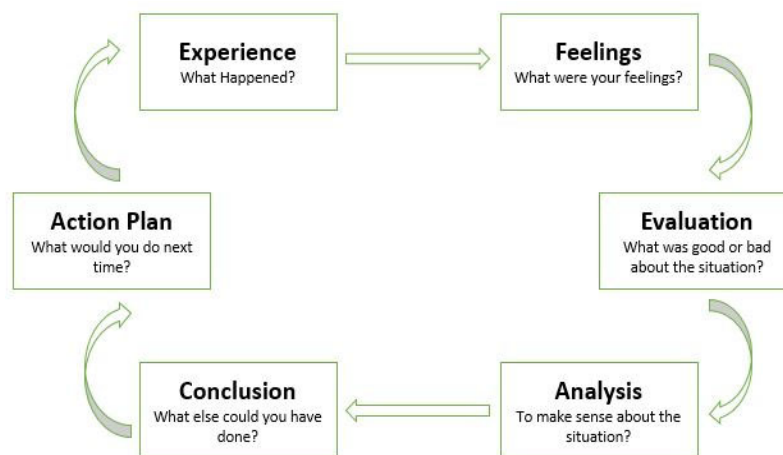 Experience
What Happened?
Feelings
What were your feelings?
Evaluation
What was good or bad
about the situation?
Analysis
To make sense about the
situation?
Conclusion
What else could you have
done?
Action Plan
What would you do next
time?